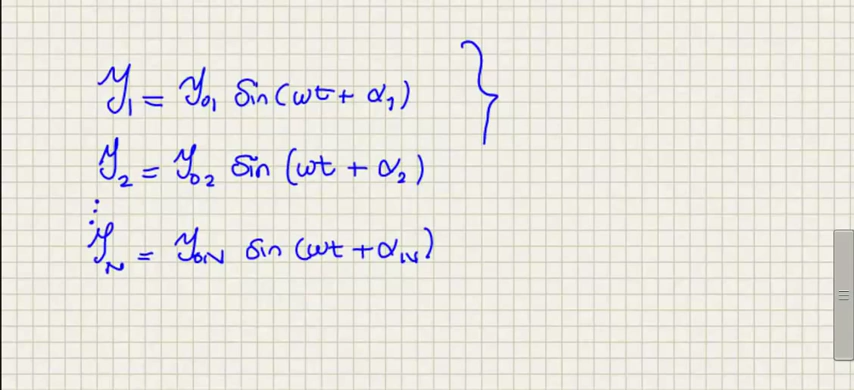 y₁ = y₀₁ sin(ωt + α₁)
y₂ = y₀₂ sin (ωt + α₂)
⋮
y_N = y₀N sin (ωt + α_N)